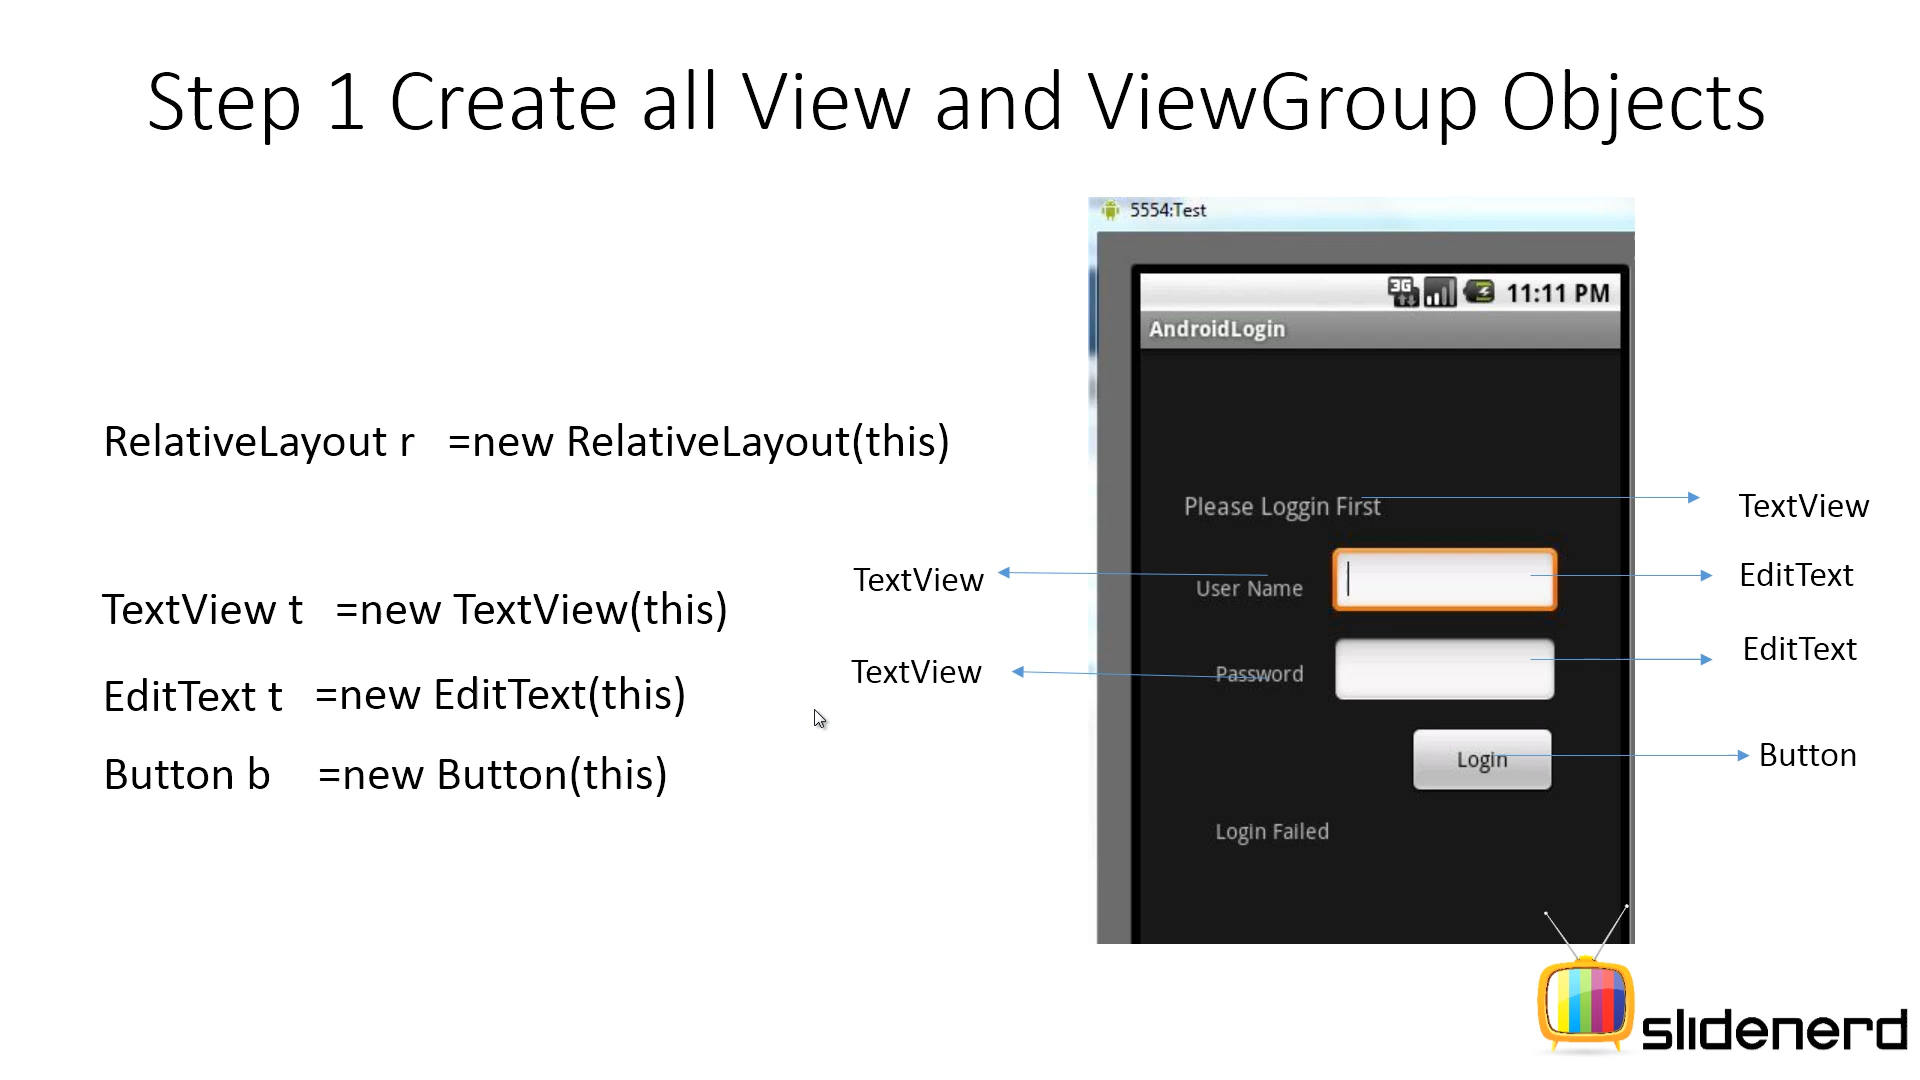 Step 1 Create all View and ViewGroup Objects
5554:Test
3G 11:11 PM
AndroidLogin
RelativeLayout r =new RelativeLayout(this)
Please Loggin First
TextView
TextView
User Name
EditText
TextView t =new TextView(this)
EditText
TextView
Password
EditText t =new EditText(this)
Button b =new Button(this)
Login
Button
Login Failed
slidenerd